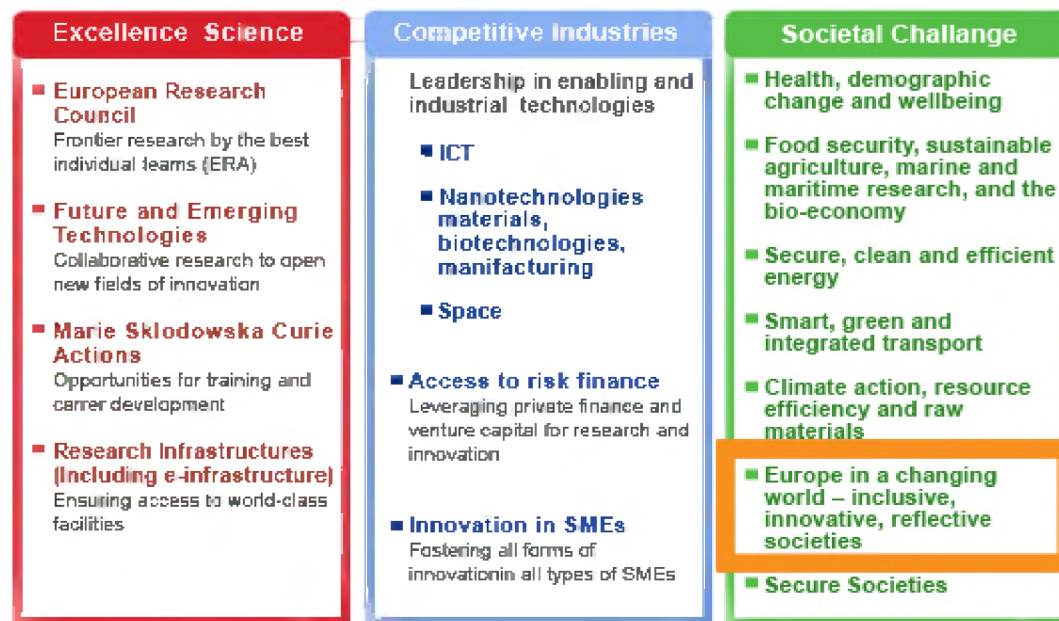 Excellence Science
European Research
Council
Frontier research by the best
individual teams (ERA)
Future and Emerging
Technologies
Collaborative research to open
new fields of innovation
Marie Sklodowska Curie
Actions
Opportunities for training and
carrer development
Research Infrastructures
(Including e-infrastructure)
Ensuring access to world-class
facilities
Competitive Industries
Leadership in enabling and
industrial technologies
ICT
Nanotechnologies
materials,
biotechnologies,
manifacturing
Space
Access to risk finance
Leveraging private finance and
venture capital for research and
innovation
Innovation in SMEs
Fostering all forms of
innovationin all types of SMEs
Societal Challange
Health, demographic
change and wellbeing
Food security, sustainable
agriculture, marine and
maritime research, and the
bio-economy
Secure, clean and efficient
energy
Smart, green and
integrated transport
Climate action, resource
efficiency and raw
materials
Europe in a changing
world – inclusive,
innovative, reflective
societies
Secure Societies